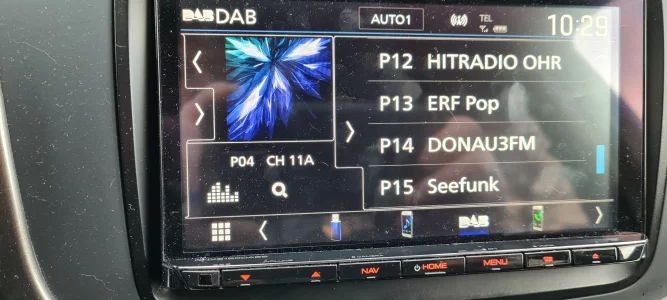 DAB DAB AUTO1 TEL 10:29
P12 HITRADIO OHR
P13 ERF Pop
P14 DONAU3FM
P04 CH 11A
P15 Seefunk
DAB
NAV HOME MENU